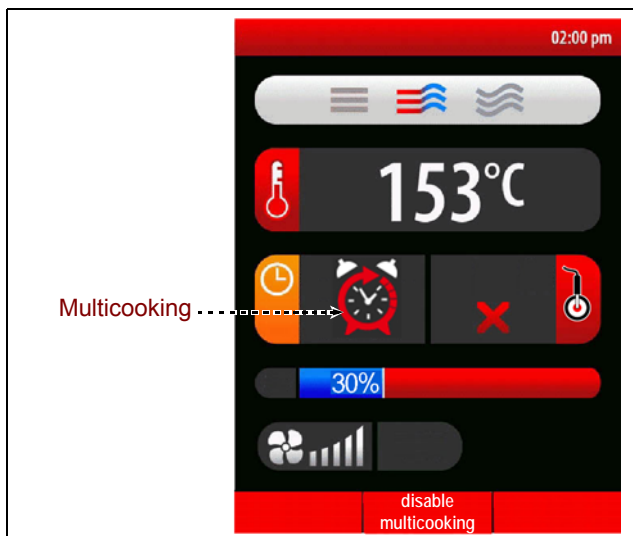 02:00 pm
153°C
Multicooking
30%
disable
multicooking